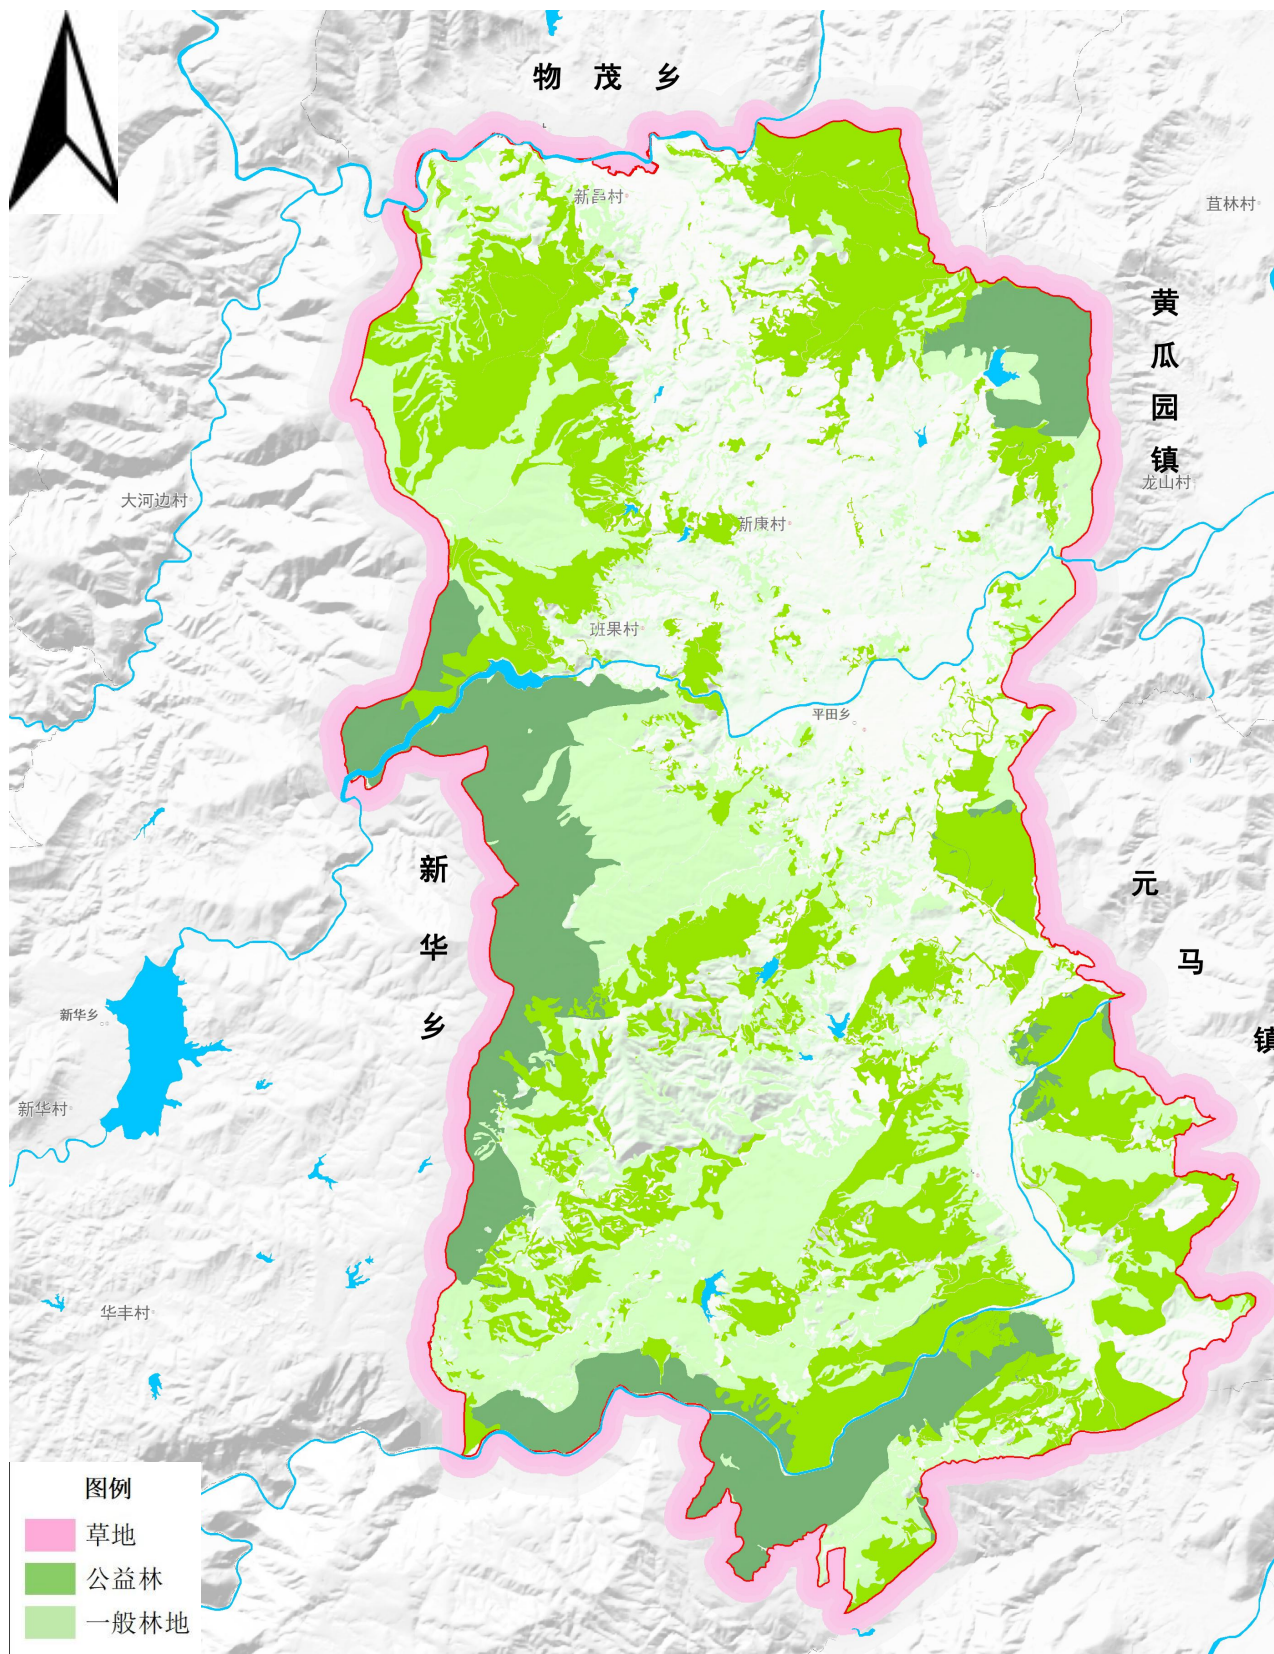 物茂乡
新昌村
苴林村
黄瓜园镇
龙山村
大河边村
新康村
班果村
平田乡
新华乡
元马镇
新华乡
新华村
华丰村
图例
草地
公益林
一般林地